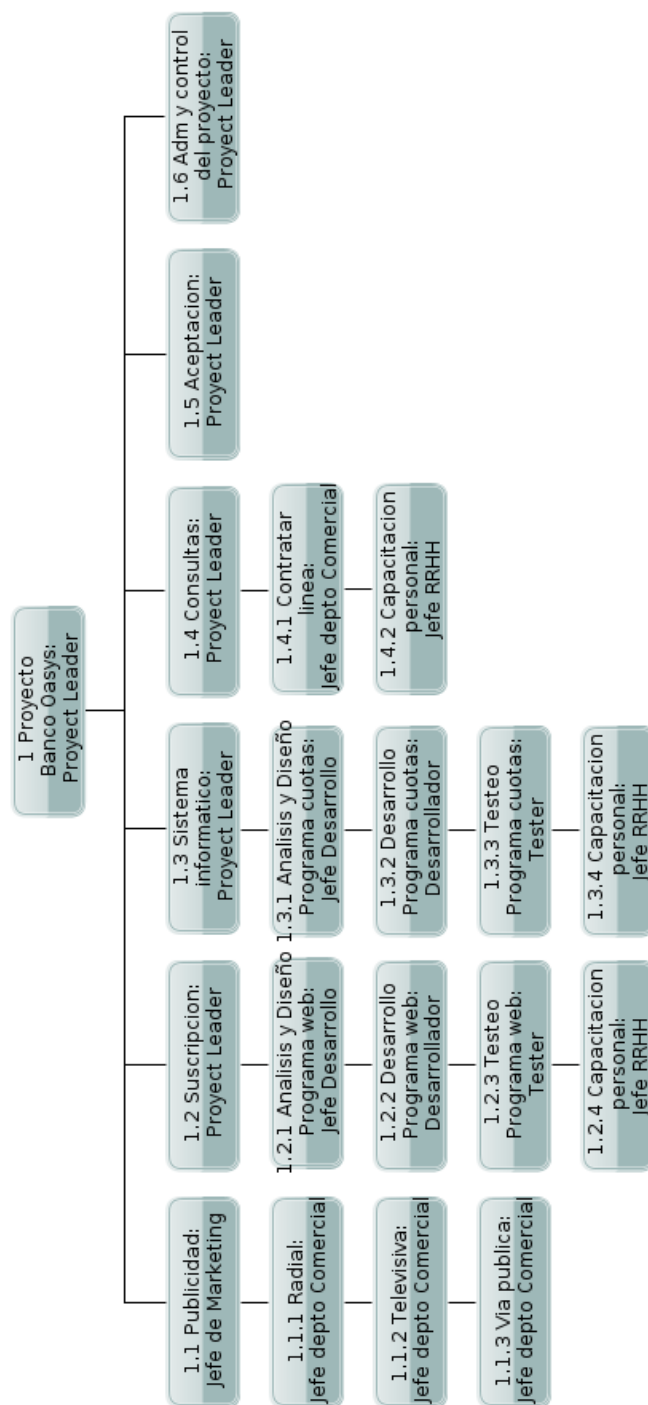 1 Proyecto
Banco Oasys:
Proyect Leader
1.1 Publicidad:
Jefe de Marketing
1.1.1 Radial:
Jefe depto Comercial
1.1.2 Televisiva:
Jefe depto Comercial
1.1.3 Via publica:
Jefe depto Comercial
1.2 Suscripcion:
Proyect Leader
1.2.1 Analisis y Diseño
Programa web:
Jefe Desarrollo
1.2.2 Desarrollo
Programa web:
Desarrollador
1.2.3 Testeo
Programa web:
Tester
1.2.4 Capacitacion
personal:
Jefe RRHH
1.3 Sistema
informatico:
Proyect Leader
1.3.1 Analisis y Diseño
Programa cuotas:
Jefe Desarrollo
1.3.2 Desarrollo
Programa cuotas:
Desarrollador
1.3.3 Testeo
Programa cuotas:
Tester
1.3.4 Capacitacion
personal:
Jefe RRHH
1.4 Consultas:
Proyect Leader
1.4.1 Contratar
linea:
Jefe depto Comercial
1.4.2 Capacitacion
personal:
Jefe RRHH
1.5 Aceptacion:
Proyect Leader
1.6 Adm y control
del proyecto:
Proyect Leader